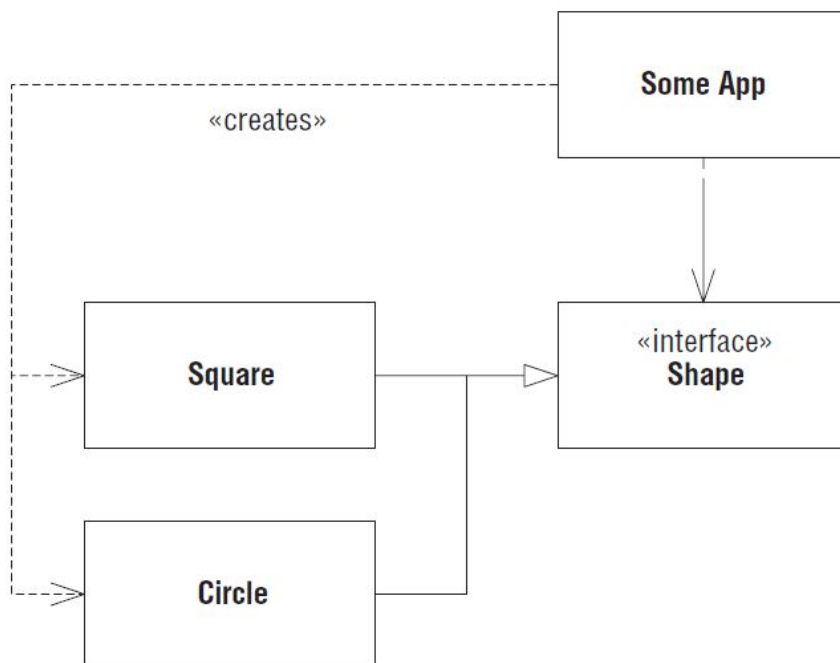 Some App
«creates»
«interface»
Square
Shape
Circle